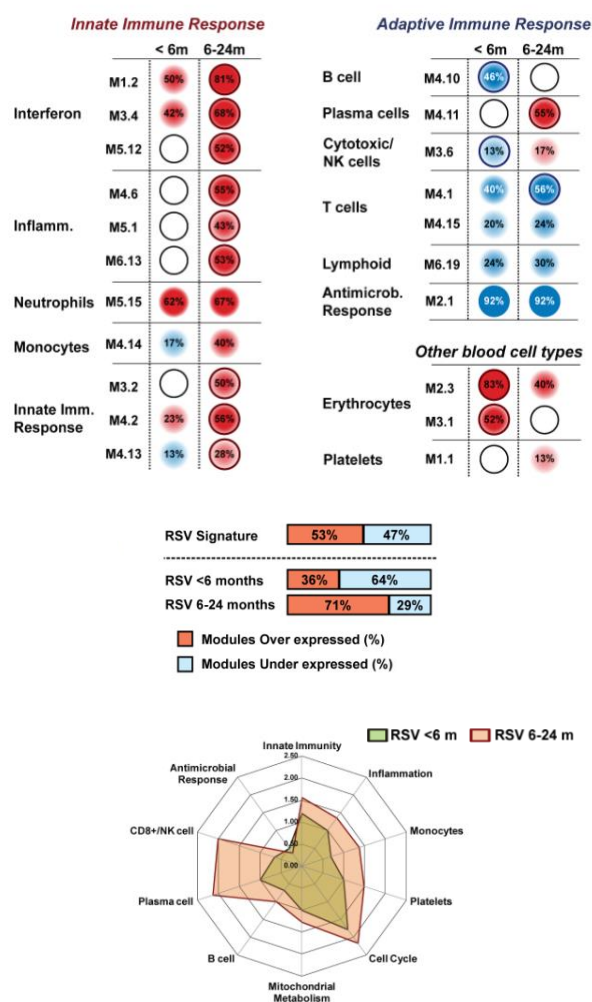 Innate Immune Response
< 6m 6-24m
Interferon
M1.2 50% 81%
M3.4 42% 68%
M5.12 52%
Inflamm.
M4.6 55%
M5.1 43%
M6.13 53%
Neutrophils M5.15 62% 67%
Monocytes M4.14 17% 40%
Innate Imm.
Response
M3.2 50%
M4.2 23% 56%
M4.13 13% 28%
Adaptive Immune Response
< 6m 6-24m
B cell M4.10 46%
Plasma cells M4.11 55%
Cytotoxic/
NK cells
M3.6 13% 17%
T cells
M4.1 40% 56%
M4.15 20% 24%
Lymphoid M6.19 24% 30%
Antimicrob.
Response
M2.1 92% 92%
Other blood cell types
Erythrocytes
M2.3 83% 40%
M3.1 52%
Platelets M1.1 13%
RSV Signature 53% 47%
RSV <6 months 36% 64%
RSV 6-24 months 71% 29%
Modules Over expressed (%)
Modules Under expressed (%)
RSV <6 m RSV 6-24 m
Innate Immunity
Inflammation
Monocytes
Platelets
Cell Cycle
Mitochondrial
Metabolism
B cell
Plasma cell
CD8+/NK cell
Antimicrobial
Response
2.50
2.00
1.50
1.00
0.50
0.00